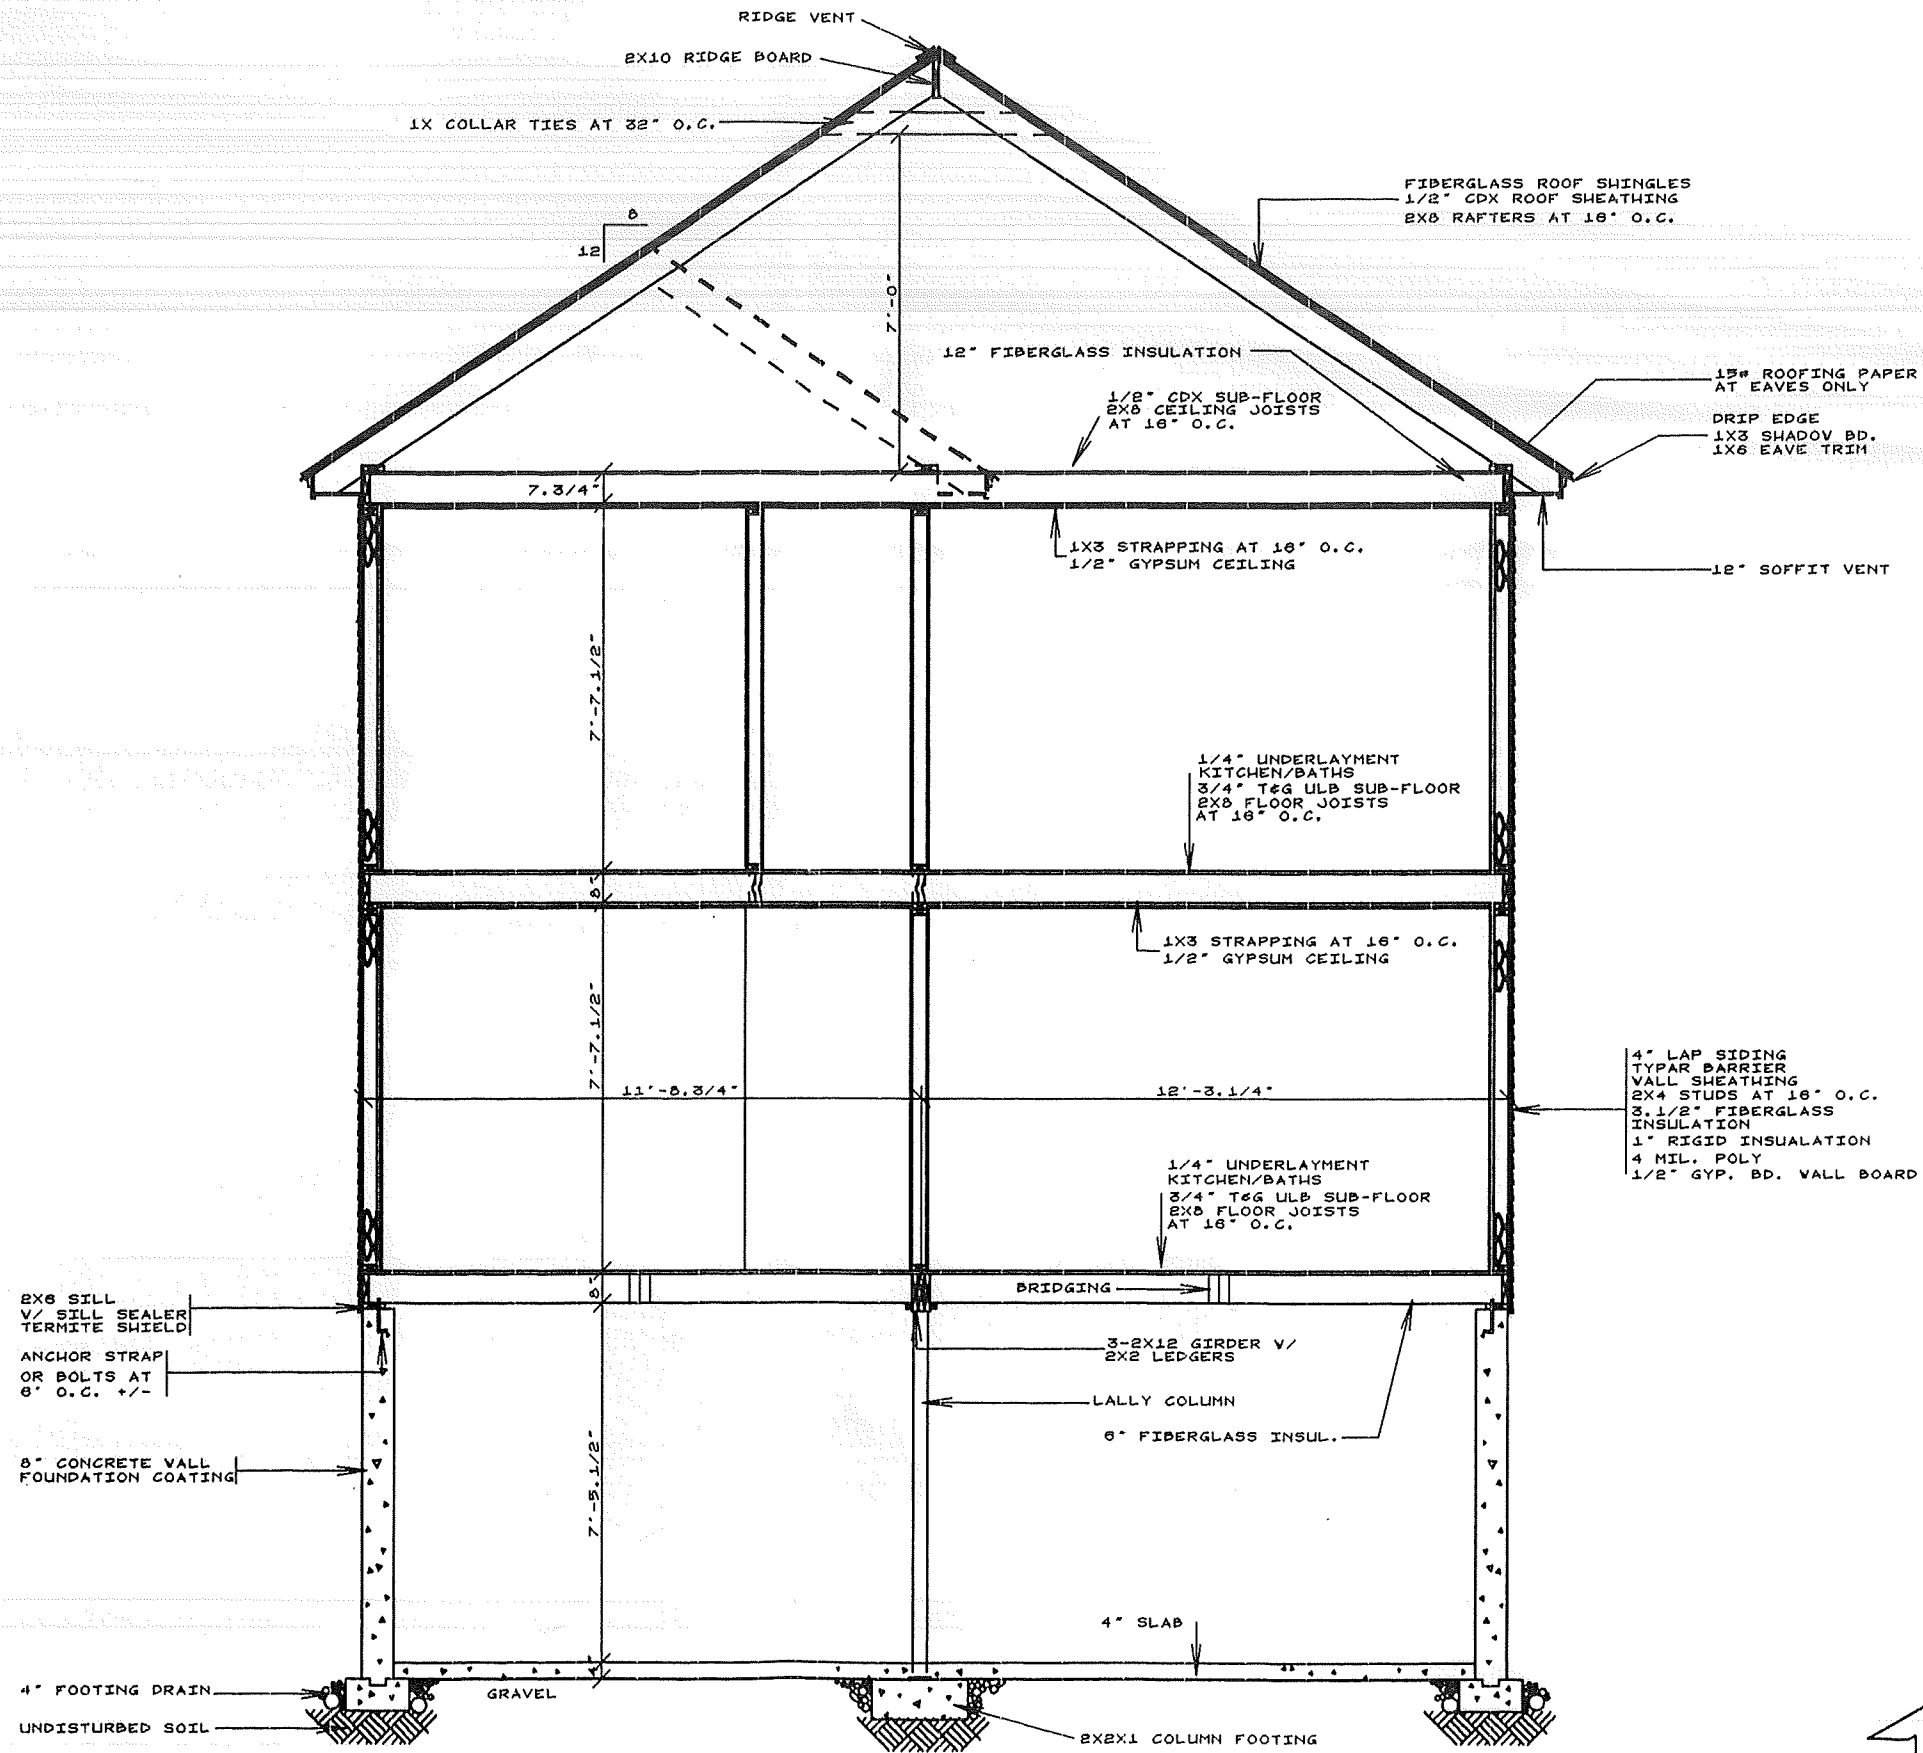 RIDGE VENT
2X10 RIDGE BOARD
1X COLLAR TIES AT 32" O.C.
FIBERGLASS ROOF SHINGLES
1/2" CDX ROOF SHEATHING
2X8 RAFTERS AT 16" O.C.
8
12
7'-0"
12" FIBERGLASS INSULATION
15# ROOFING PAPER
AT EAVES ONLY
1/2" CDX SUB-FLOOR
2X8 CEILING JOISTS
AT 16" O.C.
DRIP EDGE
1X3 SHADOW BD.
1X6 EAVE TRIM
7.3/4"
1X3 STRAPPING AT 16" O.C.
1/2" GYPSUM CEILING
12" SOFFIT VENT
7'-7.1/2"
1/4" UNDERLAYMENT
KITCHEN/BATHS
3/4" T&G ULB SUB-FLOOR
2X8 FLOOR JOISTS
AT 16" O.C.
8"
1X3 STRAPPING AT 16" O.C.
1/2" GYPSUM CEILING
7'-7.1/2"
11'-8.3/4"
12'-3.1/4"
4" LAP SIDING
TYPAR BARRIER
WALL SHEATHING
2X4 STUDS AT 16" O.C.
3.1/2" FIBERGLASS
INSULATION
1" RIGID INSUALATION
4 MIL. POLY
1/2" GYP. BD. WALL BOARD
1/4" UNDERLAYMENT
KITCHEN/BATHS
3/4" T&G ULB SUB-FLOOR
2X8 FLOOR JOISTS
AT 16" O.C.
8"
BRIDGING
2X6 SILL
W/ SILL SEALER
TERMITE SHIELD
3-2X12 GIRDER W/
2X2 LEDGERS
ANCHOR STRAP
OR BOLTS AT
6' O.C. +/-
LALLY COLUMN
6" FIBERGLASS INSUL.
8" CONCRETE WALL
FOUNDATION COATING
7'-5.1/2"
4" SLAB
4"
4" FOOTING DRAIN
GRAVEL
UNDISTURBED SOIL
2X2X1 COLUMN FOOTING